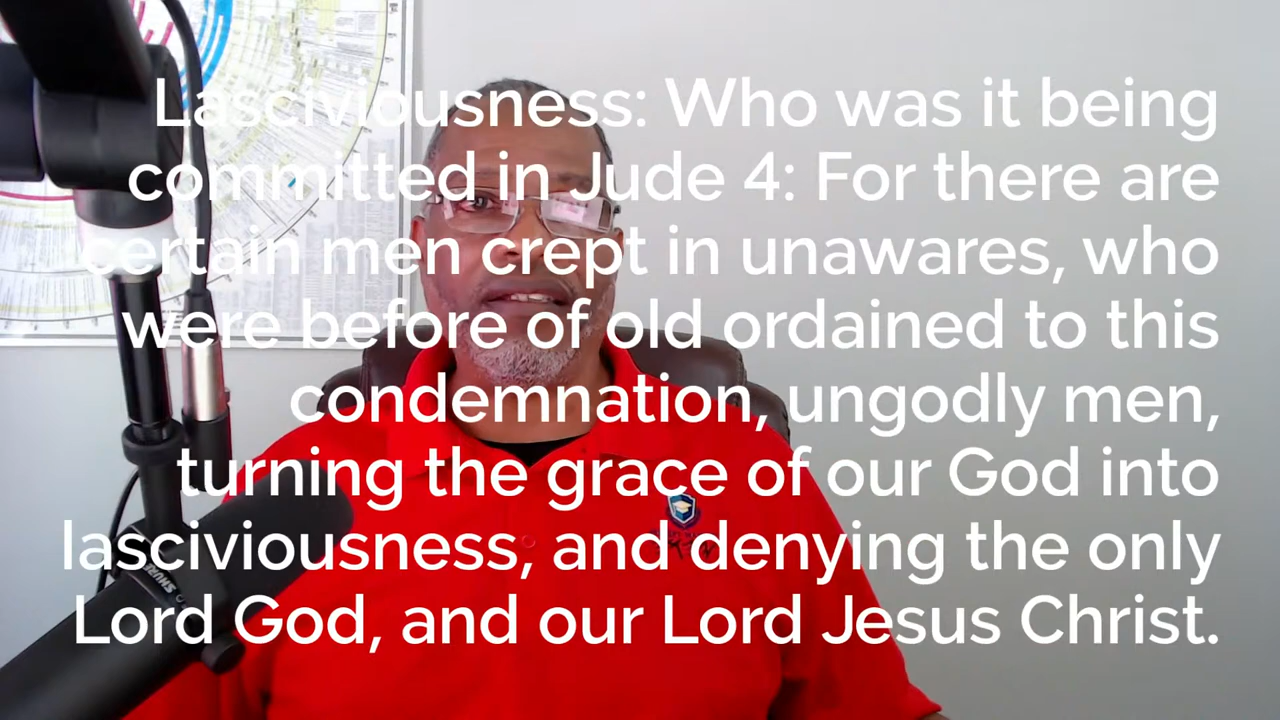 Lasciviousness: Who was it being
committed in Jude 4: For there are
certain men crept in unawares, who
were before of old ordained to this
condemnation, ungodly men,
turning the grace of our God into
lasciviousness, and denying the only
Lord God, and our Lord Jesus Christ.
SHURE